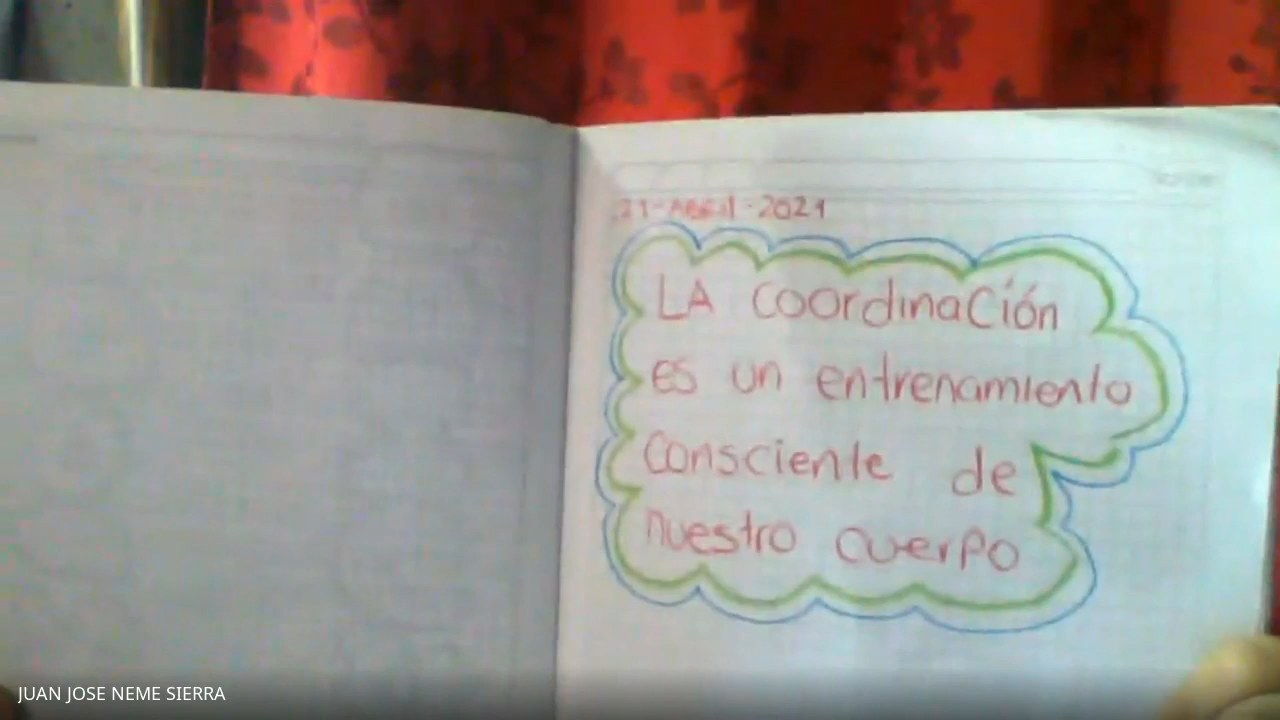 21-Abril-2021
LA coordinación
es un entrenamiento
consciente de
nuestro cuerpo
JUAN JOSE NEME SIERRA